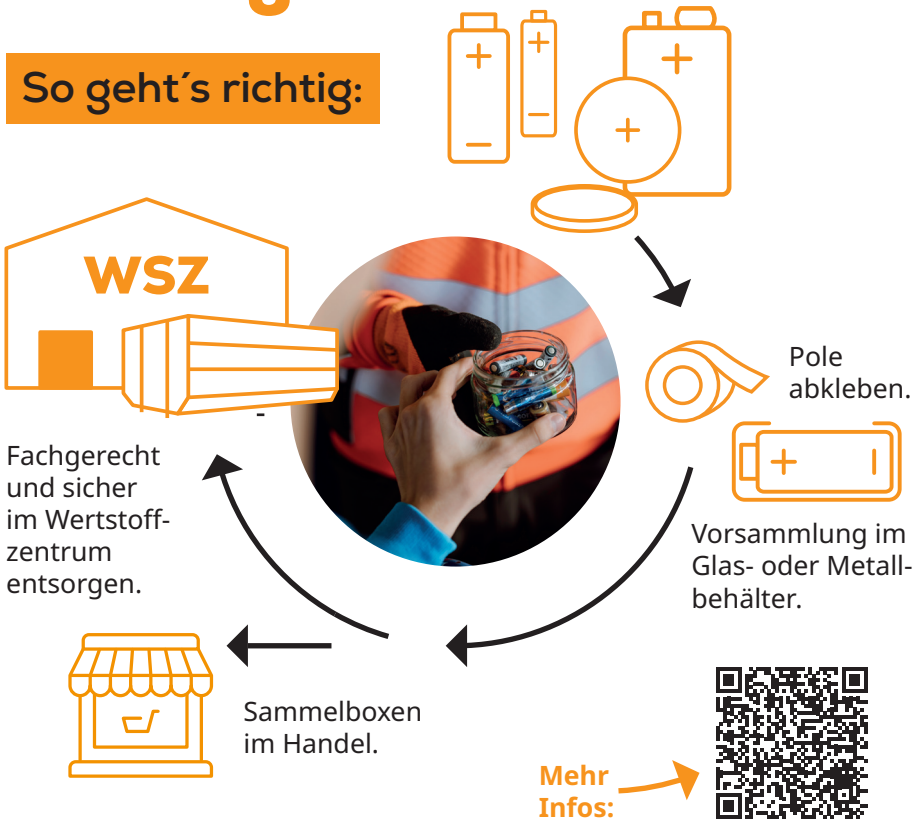 So geht´s richtig:
WSZ
Pole
abkleben.
Vorsammlung im
Glas- oder Metall-
behälter.
Fachgerecht
und sicher
im Wertstoff-
zentrum
entsorgen.
Sammelboxen
im Handel.
Mehr
Infos: